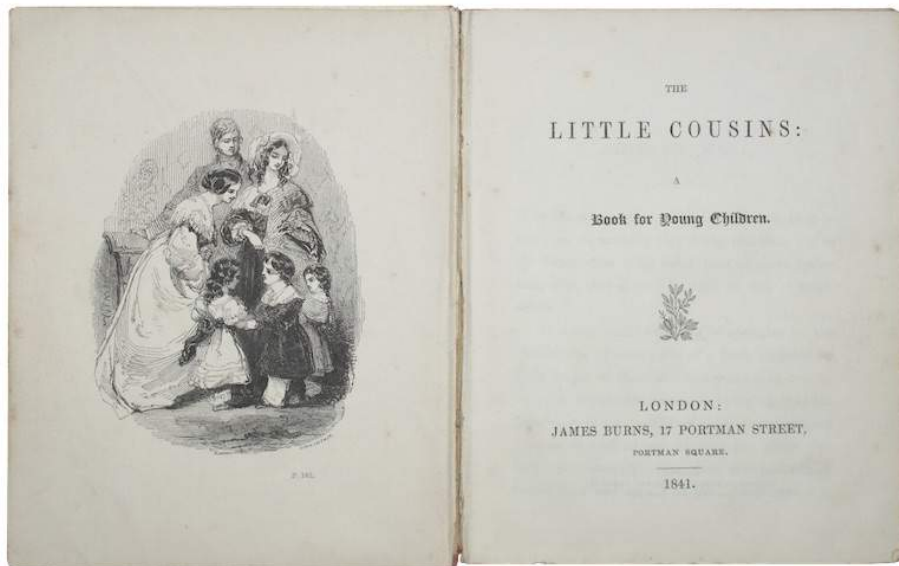 THE
LITTLE COUSINS:
A
Book for Young Children.
LONDON:
JAMES BURNS, 17 PORTMAN STREET,
PORTMAN SQUARE.
1841.